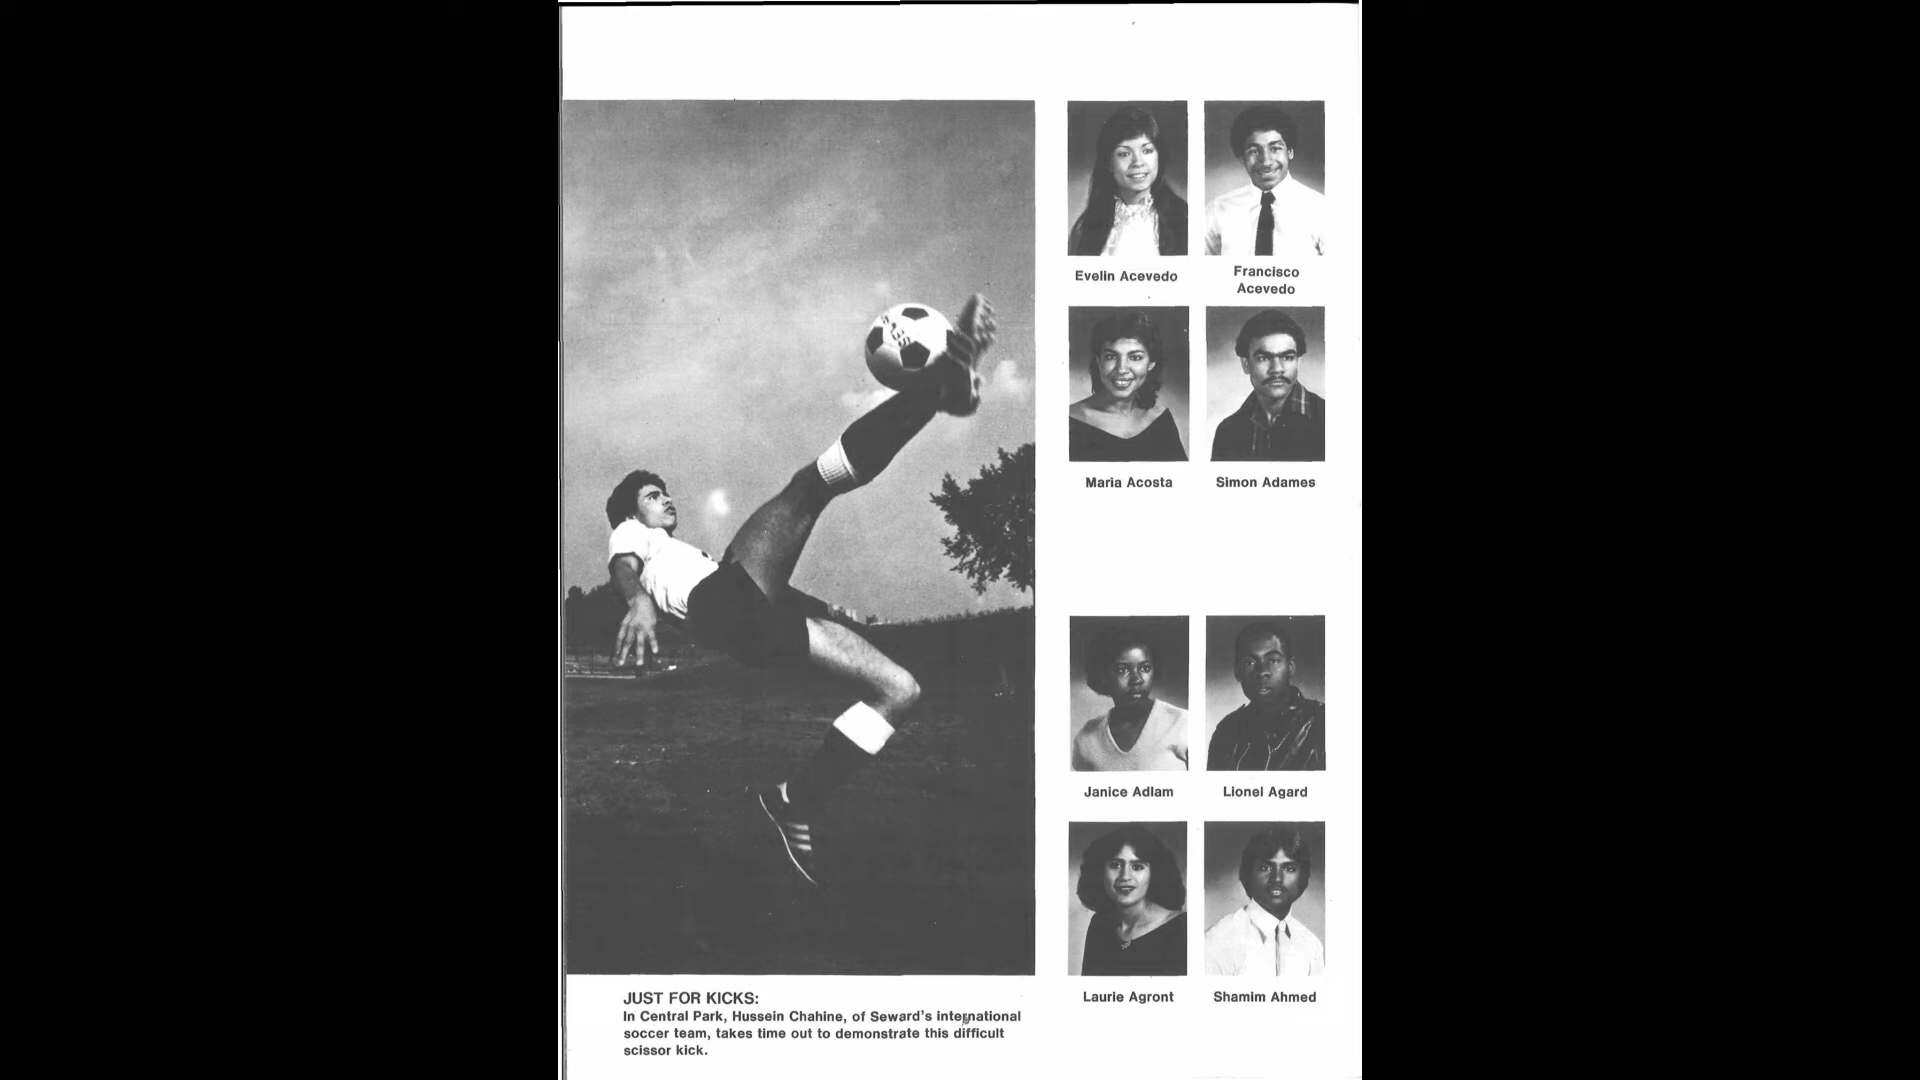 Evelin Acevedo
Francisco
Acevedo
Maria Acosta
Simon Adames
Janice Adlam
Lionel Agard
Laurie Agront
Shamim Ahmed
JUST FOR KICKS:
In Central Park, Hussein Chahine, of Seward's international
soccer team, takes time out to demonstrate this difficult
scissor kick.